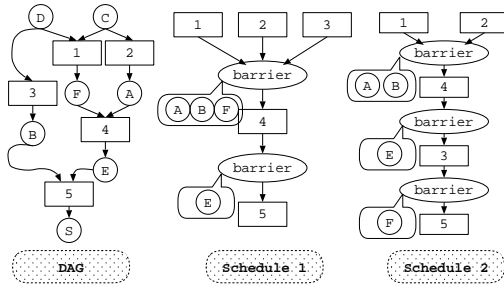 D C 1 2 3 1 2
1 2 barrier barrier
3 F A A B F 4 A B 4
B 4 barrier barrier
E E E 3
5 5 barrier
S F 5
DAG Schedule 1 Schedule 2